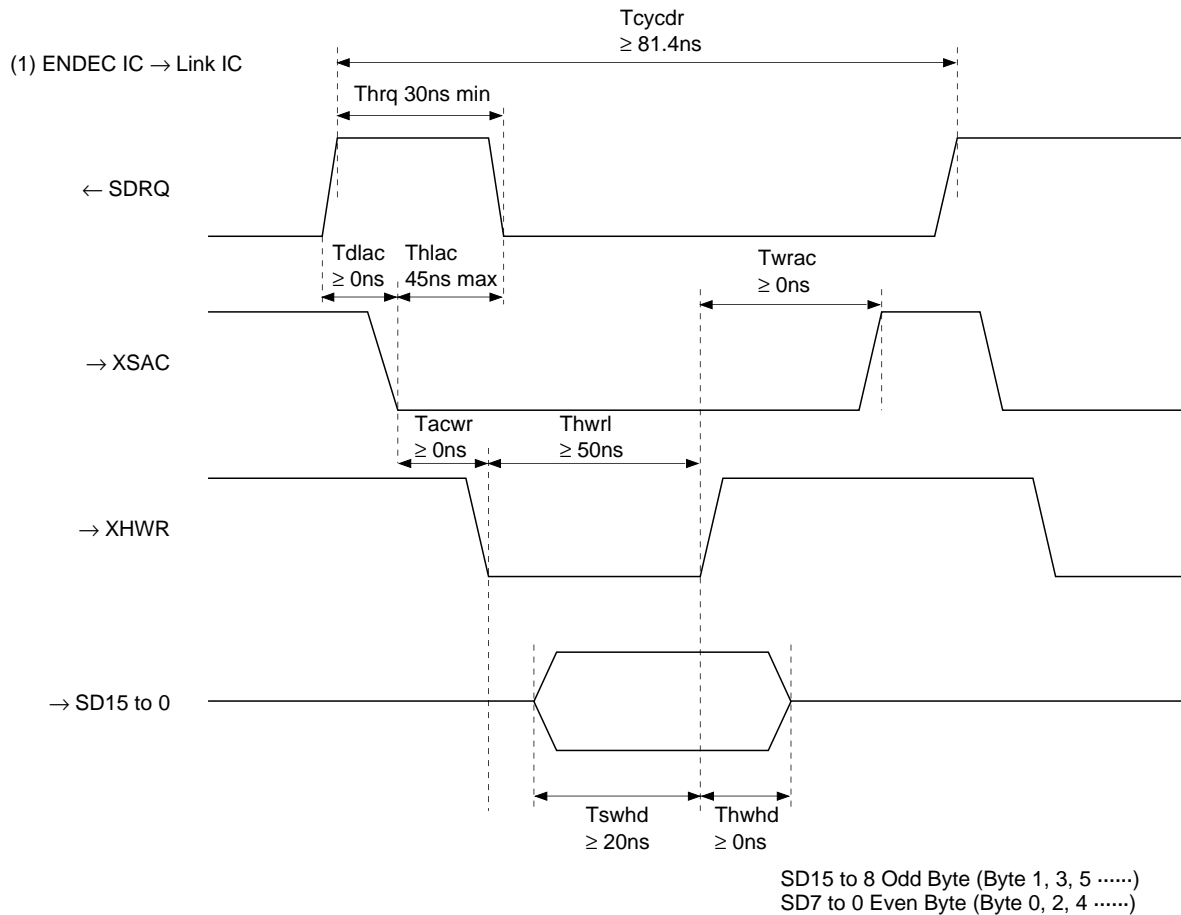 Tcycdr
≥ 81.4ns
(1) ENDEC IC → Link IC
Thrq 30ns min
← SDRQ
Tdlac
≥ 0ns
Thlac
45ns max
Twrac
≥ 0ns
→ XSAC
Tacwr
≥ 0ns
Thwrl
≥ 50ns
→ XHWR
→ SD15 to 0
Tswhd
≥ 20ns
Thwhd
≥ 0ns
SD15 to 8 Odd Byte (Byte 1, 3, 5 ······)
SD7 to 0 Even Byte (Byte 0, 2, 4 ······)